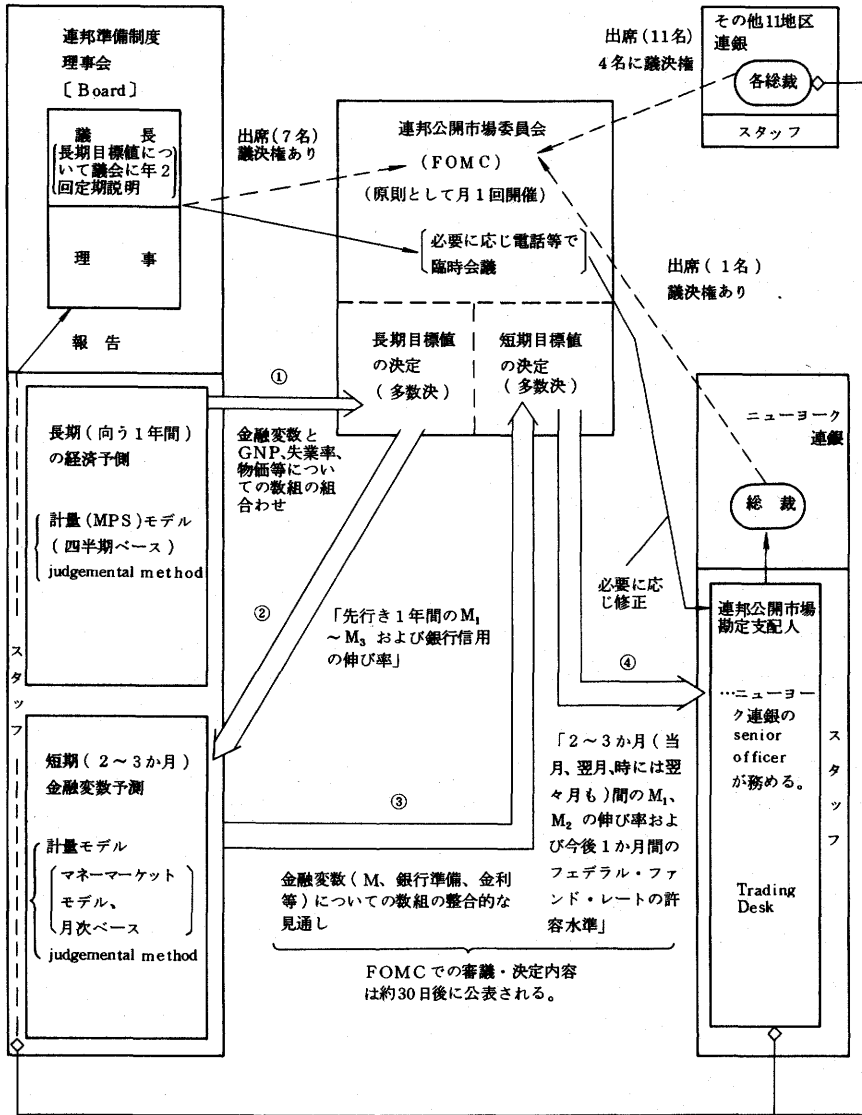 連邦準備制度
理事会
〔Board〕
議長
長期目標値につ
いて議会に年2
回定期説明
理事
報告
出席(7名)
議決権あり
連邦公開市場委員会
(FOMC)
(原則として月1回開催)
必要に応じ電話等で
臨時会議
長期目標値
の決定
(多数決)
短期目標値
の決定
(多数決)
出席(11名)
4名に議決権
その他11地区
連銀
各総裁
スタッフ
出席(1名)
議決権あり
ニューヨーク
連銀
総裁
連邦公開市場
勘定支配人
…ニューヨー
ク連銀の
senior
officer
が務める。
Trading
Desk
スタッフ
必要に応
じ修正
①
金融変数と
GNP、失業率、
物価等につい
ての数組の組
合わせ
長期(向う1年間)
の経済予測
計量(MPS)モデル
(四半期ベース)
judgemental method
スタッフ
②
「先行き1年間のM₁
~M₃および銀行信用
の伸び率」
短期(2~3か月)
金融変数予測
計量モデル
マネーマーケット
モデル、
月次ベース
judgemental method
③
金融変数(M、銀行準備、金利
等)についての数組の整合的な
見通し
④
「2~3か月(当
月、翌月、時には翌
々月も)間のM₁、
M₂の伸び率およ
び今後1か月間の
フェデラル・ファ
ンド・レートの許
容水準」
FOMCでの審議・決定内容
は約30日後に公表される。